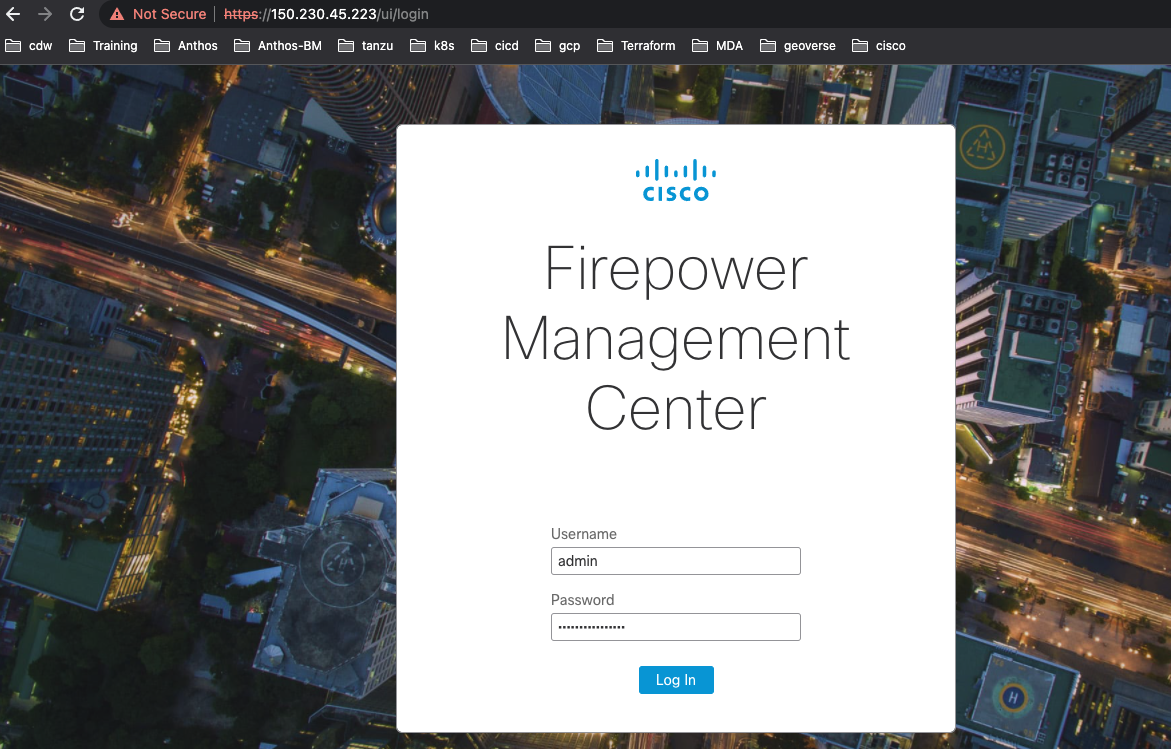 Not Secure https://150.230.45.223/ui/login
cdw Training Anthos Anthos-BM tanzu k8s cicd gcp Terraform MDA geoverse cisco
CISCO
Firepower
Management
Center
Username
admin
Password
••••••••••••••••
Log In
H